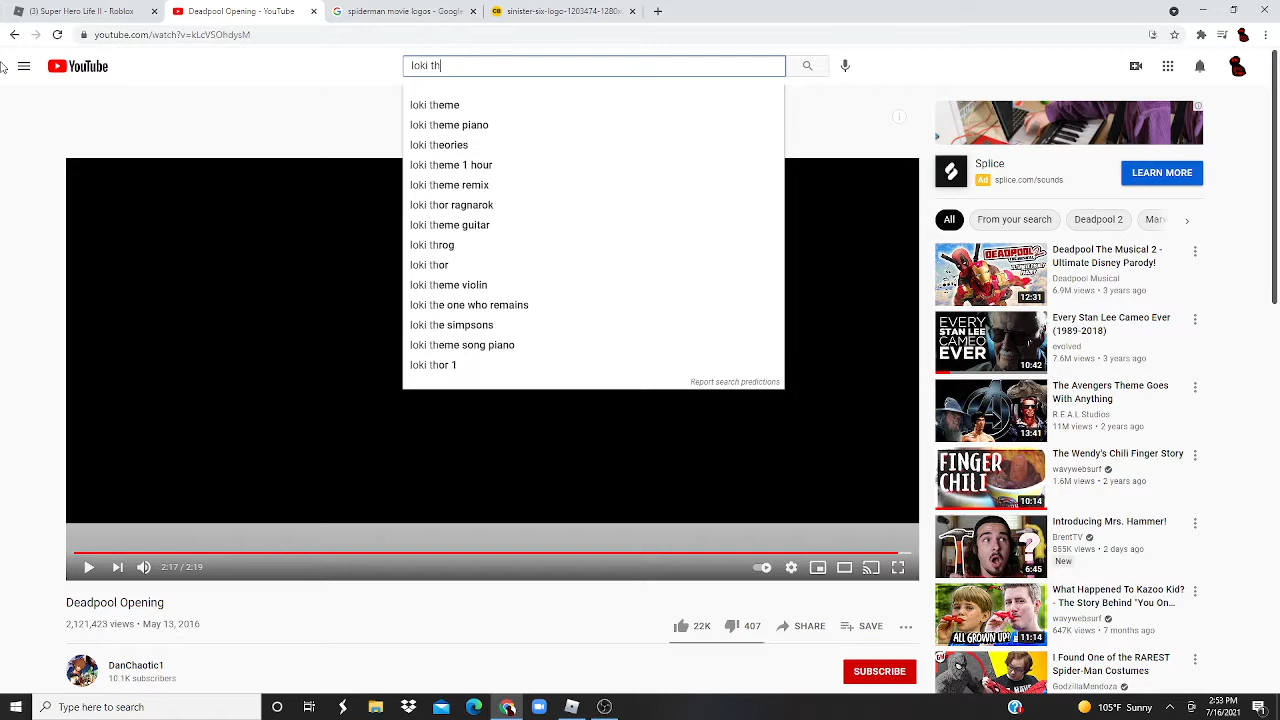 (3) Super Hero Life II - Roblox
Deadpool Opening - YouTube
spiderman movie logos - Google
sinister-six-logo-1203474-1280x
youtube.com/watch?v=kLcVSOhdysM
YouTube
loki th
loki theme
loki theme piano
loki theories
loki theme 1 hour
loki theme remix
loki thor ragnarok
loki theme guitar
loki throg
loki thor
loki theme violin
loki the one who remains
loki the simpsons
loki theme song piano
loki thor 1
Report search predictions
2:17 / 2:19
Deadpool Opening
2,121,423 views • May 13, 2016
22K
407
SHARE
SAVE
DanChaotic1
10.1K subscribers
SUBSCRIBE
Splice
Ad splice.com/sounds
LEARN MORE
All
From your search
Deadpool 2
Marv
DEADPOOL 2
12:31
Deadpool The Musical 2 -
Ultimate Disney Parody!
Deadpool Musical
6.9M views • 3 years ago
EVERY
STAN LEE
CAMEO
EVER
10:42
Every Stan Lee Cameo Ever
(1989-2018)
evolved
7.6M views • 3 years ago
13:41
The Avengers Theme Goes
With Anything
R.E.A.L Studios
11M views • 2 years ago
FINGER
CHILI
10:14
The Wendy's Chili Finger Story
wavywebsurf
1.6M views • 2 years ago
6:45
Introducing Mrs. Hammer!
BrentTV
855K views • 2 days ago
New
ALL GROWN UP?
11:14
What Happened To Kazoo Kid?
- The Story Behind "You On...
wavywebsurf
647K views • 7 months ago
I Found One of the RAREST
Spider-Man Costumes
GodzillaMendoza
Type here to search
100°F Sunny
2:53 PM
7/16/2021